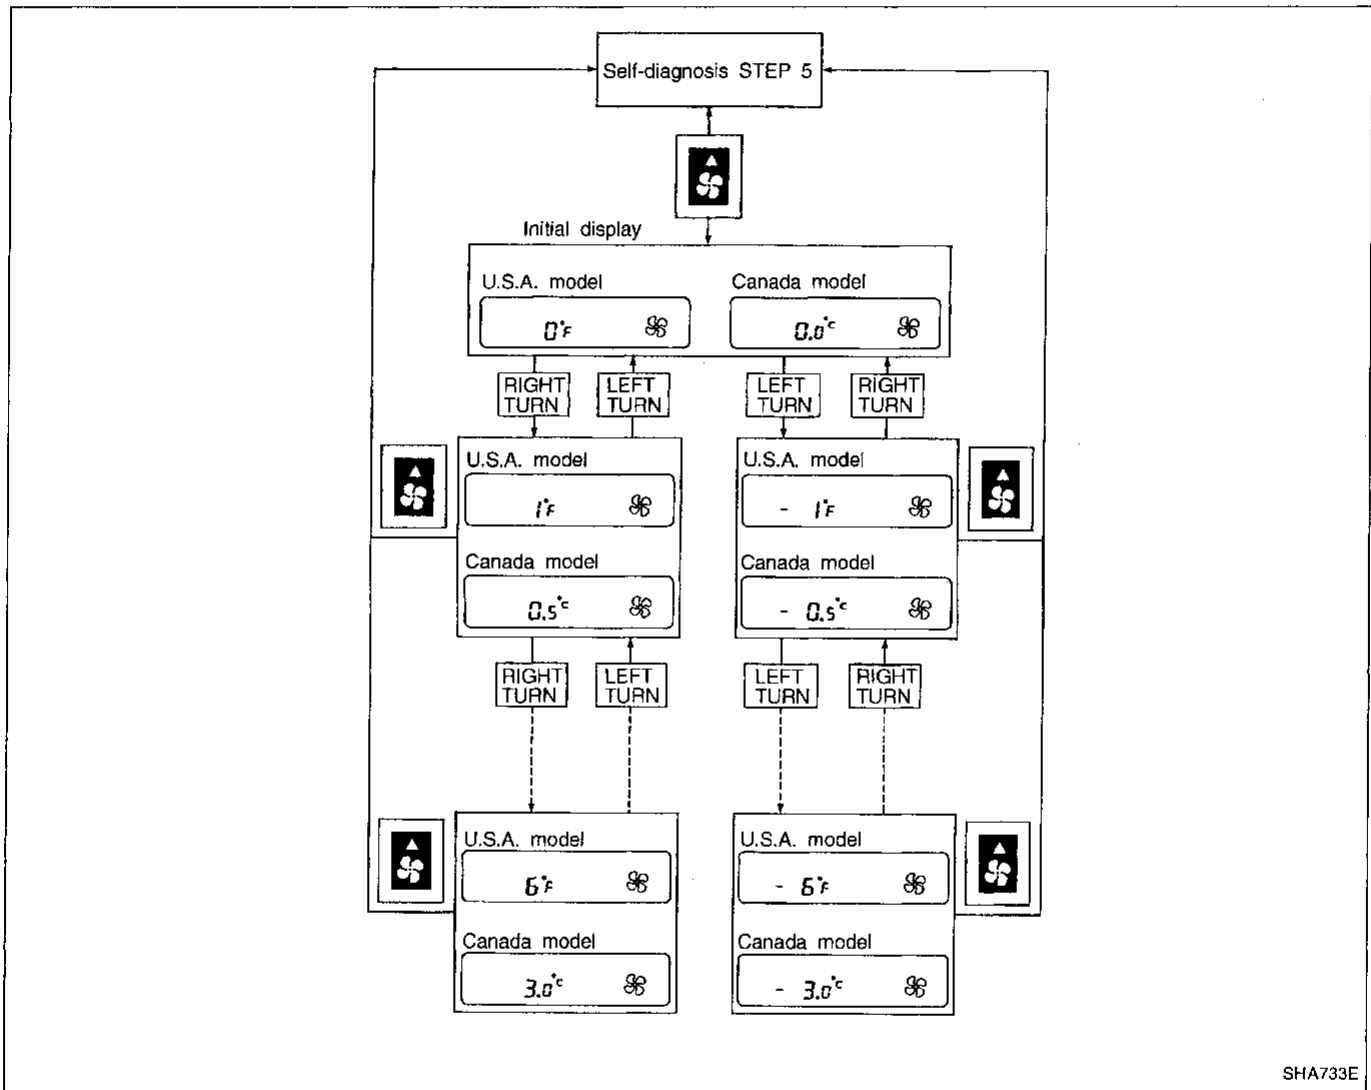 Self-diagnosis STEP 5
Initial display
U.S.A. model
0°F
Canada model
0.0°C
RIGHT
TURN
LEFT
TURN
LEFT
TURN
RIGHT
TURN
U.S.A. model
1°F
Canada model
0.5°C
U.S.A. model
- 1°F
Canada model
- 0.5°C
RIGHT
TURN
LEFT
TURN
LEFT
TURN
RIGHT
TURN
U.S.A. model
6°F
Canada model
3.0°C
U.S.A. model
- 6°F
Canada model
- 3.0°C
SHA733E